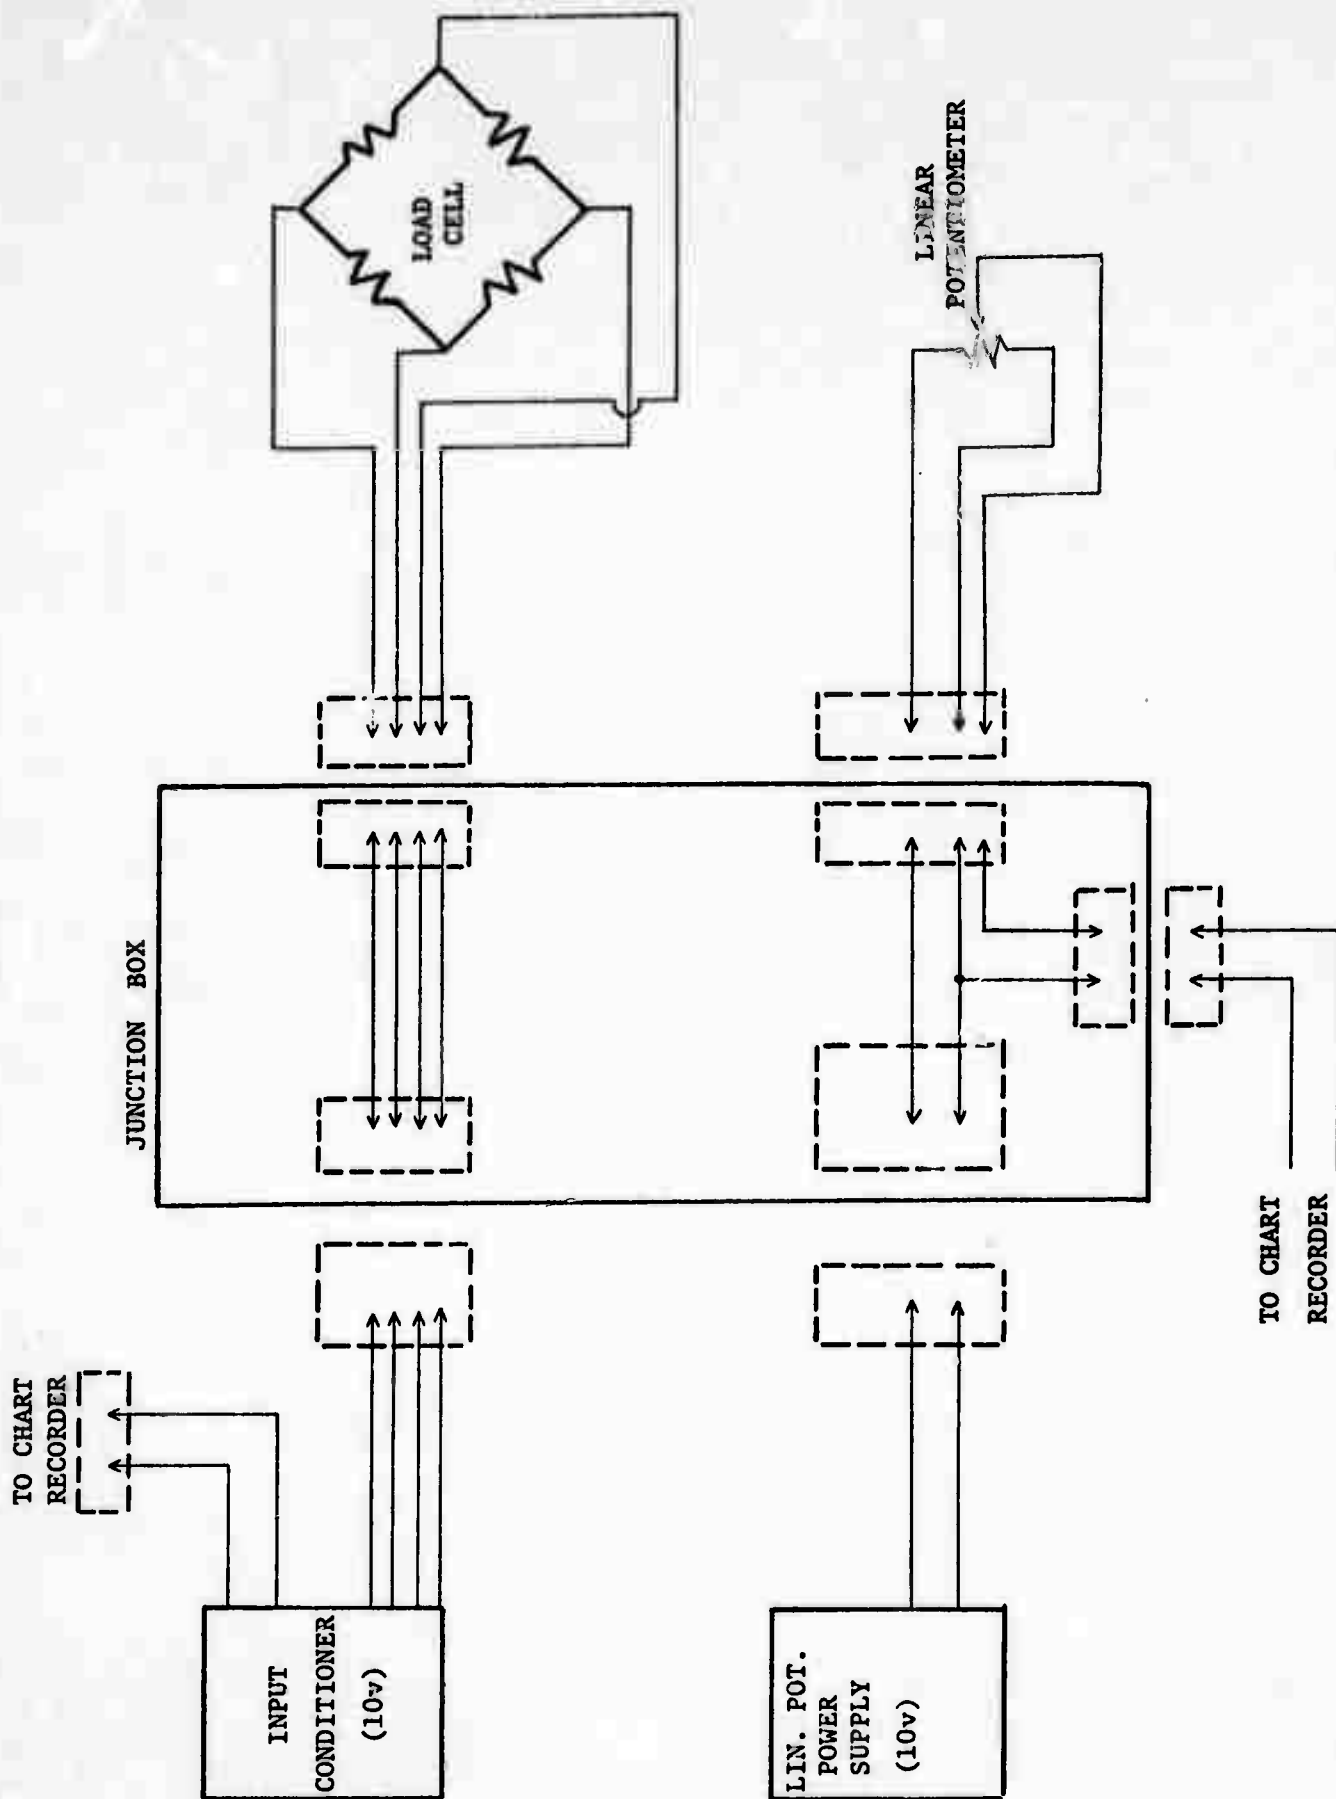 TO CHART
RECORDER
INPUT
CONDITIONER
(10v)
JUNCTION BOX
LOAD
CELL
LIN. POT.
POWER
SUPPLY
(10v)
LINEAR
POTENTIOMETER
TO CHART
RECORDER